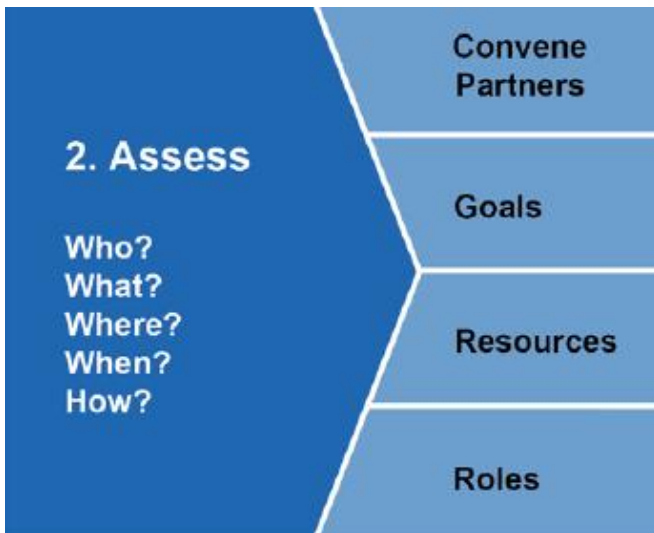 2. Assess
Who?
What?
Where?
When?
How?
Convene
Partners
Goals
Resources
Roles